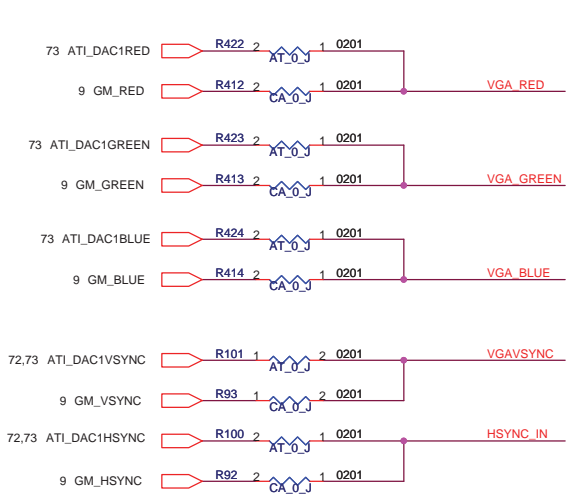 73 ATI_DAC1RED R422 2 AT_0_J 1 0201
9 GM_RED R412 2 CA_0_J 1 0201 VGA_RED
73 ATI_DAC1GREEN R423 2 AT_0_J 1 0201
9 GM_GREEN R413 2 CA_0_J 1 0201 VGA_GREEN
73 ATI_DAC1BLUE R424 2 AT_0_J 1 0201
9 GM_BLUE R414 2 CA_0_J 1 0201 VGA_BLUE
72,73 ATI_DAC1VSYNC R101 1 AT_0_J 2 0201 VGAVSYNC
9 GM_VSYNC R93 1 CA_0_J 2 0201
72,73 ATI_DAC1HSYNC R100 2 AT_0_J 1 0201 HSYNC_IN
9 GM_HSYNC R92 2 CA_0_J 1 0201